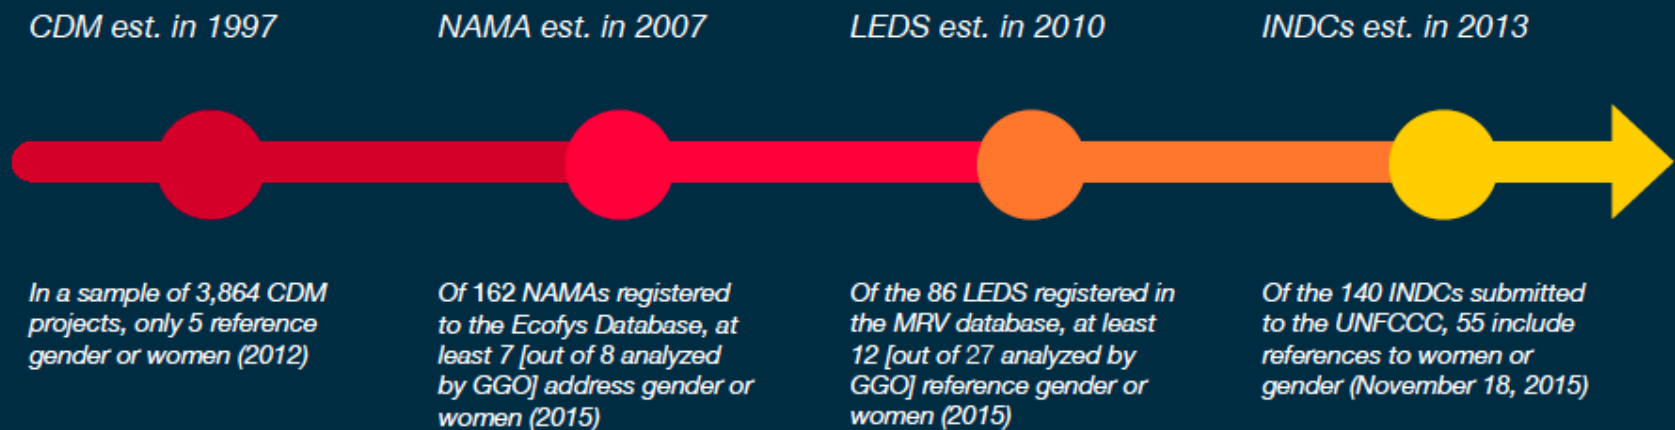 CDM est. in 1997
NAMA est. in 2007
LEDS est. in 2010
INDCs est. in 2013
In a sample of 3,864 CDM
projects, only 5 reference
gender or women (2012)
Of 162 NAMAs registered
to the Ecofys Database, at
least 7 [out of 8 analyzed
by GGO] address gender or
women (2015)
Of the 86 LEDS registered in
the MRV database, at least
12 [out of 27 analyzed by
GGO] reference gender or
women (2015)
Of the 140 INDCs submitted
to the UNFCCC, 55 include
references to women or
gender (November 18, 2015)